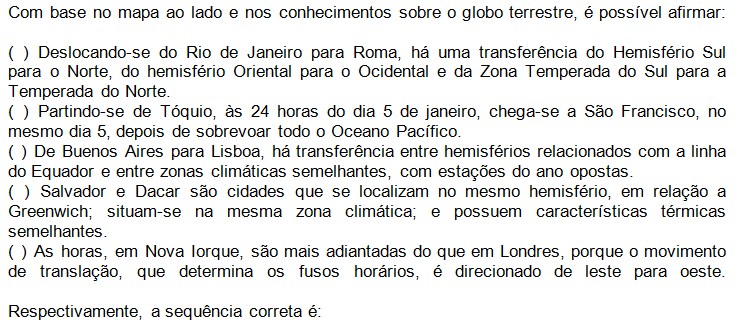 Com base no mapa ao lado e nos conhecimentos sobre o globo terrestre, é possível afirmar:
( ) Deslocando-se do Rio de Janeiro para Roma, há uma transferência do Hemisfério Sul
para o Norte, do hemisfério Oriental para o Ocidental e da Zona Temperada do Sul para a
Temperada do Norte.
( ) Partindo-se de Tóquio, às 24 horas do dia 5 de janeiro, chega-se a São Francisco, no
mesmo dia 5, depois de sobrevoar todo o Oceano Pacífico.
( ) De Buenos Aires para Lisboa, há transferência entre hemisférios relacionados com a linha
do Equador e entre zonas climáticas semelhantes, com estações do ano opostas.
( ) Salvador e Dacar são cidades que se localizam no mesmo hemisfério, em relação a
Greenwich; situam-se na mesma zona climática; e possuem características térmicas
semelhantes.
( ) As horas, em Nova Iorque, são mais adiantadas do que em Londres, porque o movimento
de translação, que determina os fusos horários, é direcionado de leste para oeste.
Respectivamente, a sequência correta é: